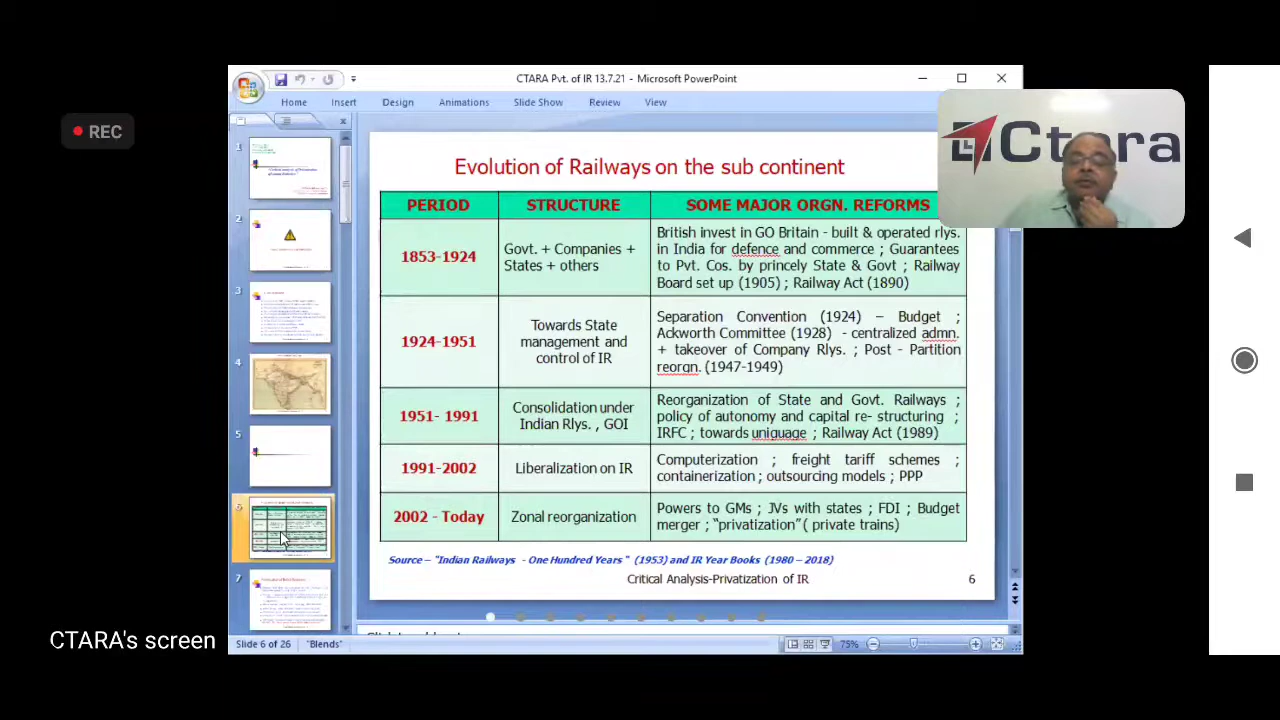 CTARA Pvt. of IR 13.7.21 - Microsoft PowerPoint
Home Insert Design Animations Slide Show Review View
REC
Ctara
Evolution of Railways on the sub continent
PERIOD STRUCTURE SOME MAJOR ORGN. REFORMS
1853-1924
Govt. + Companies +
States + others
British invest in GO Britain - built & operated rlys.
in India for defence and commerce ; Guarantees
to Pvt. Cos. by princely State & Govt ; Railway
Board set up (1905) ; Railway Act (1890)
1924-1951
Towards State
management and
control of IR
Separation Convention (1924) – Budget ;
Ackworth Committee (1928) - centralized admn.
+ takeover of Company Rlys. ; Post - Partition
reorgn. (1947-1949)
1951- 1991
Consolidation under
Indian Rlys. , GOI
Reorganization of State and Govt. Railways ;
policy of autonomy and capital re- structuring ;
IRFC ; towards uniguage ; Railway Act (1989)
1991-2002
Liberalization on IR
Computerization ; freight tariff schemes ;
containerization ; outsourcing models ; PPP
2002 - Today
Zonal reorganization
Powers to GMs ; JVs with states ; FDI ; Budget
merger ; "privatization" ( private trains)
Source – "Indian Railways - One Hundred Years" (1953) and IR Year Books (1980 – 2018)
Critical Analysis-Privatization of IR 6
1
2
3
4
5
6
7
CTARA's screen
Slide 6 of 26 "Blends" 75%